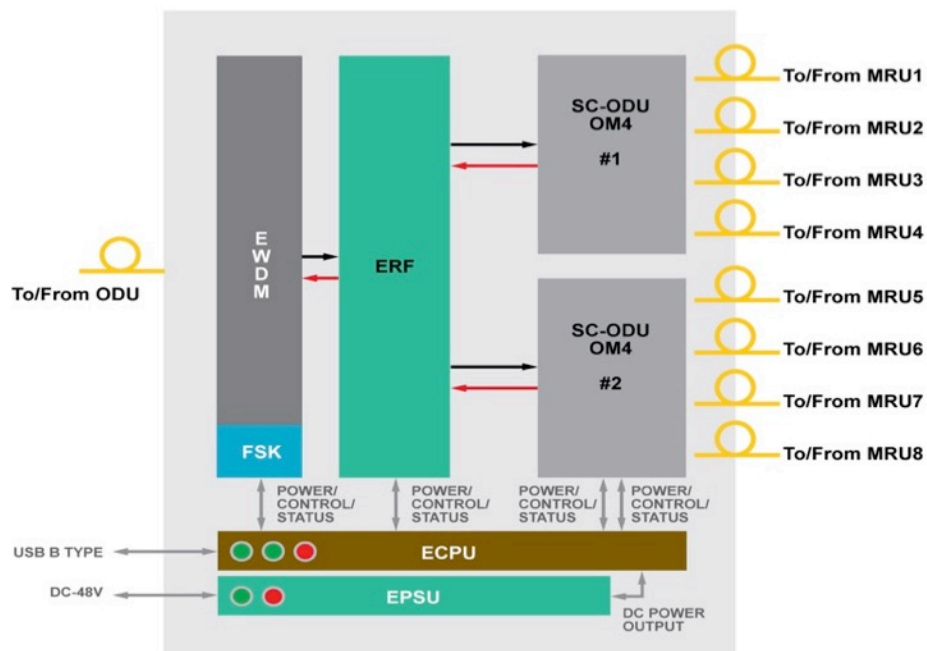 To/From ODU
E
W
D
M
FSK
ERF
SC-ODU
OM4
#1
SC-ODU
OM4
#2
To/From MRU1
To/From MRU2
To/From MRU3
To/From MRU4
To/From MRU5
To/From MRU6
To/From MRU7
To/From MRU8
POWER/
CONTROL/
STATUS
POWER/
CONTROL/
STATUS
POWER/
CONTROL/
STATUS
POWER/
CONTROL/
STATUS
USB B TYPE
ECPU
DC-48V
EPSU
DC POWER
OUTPUT